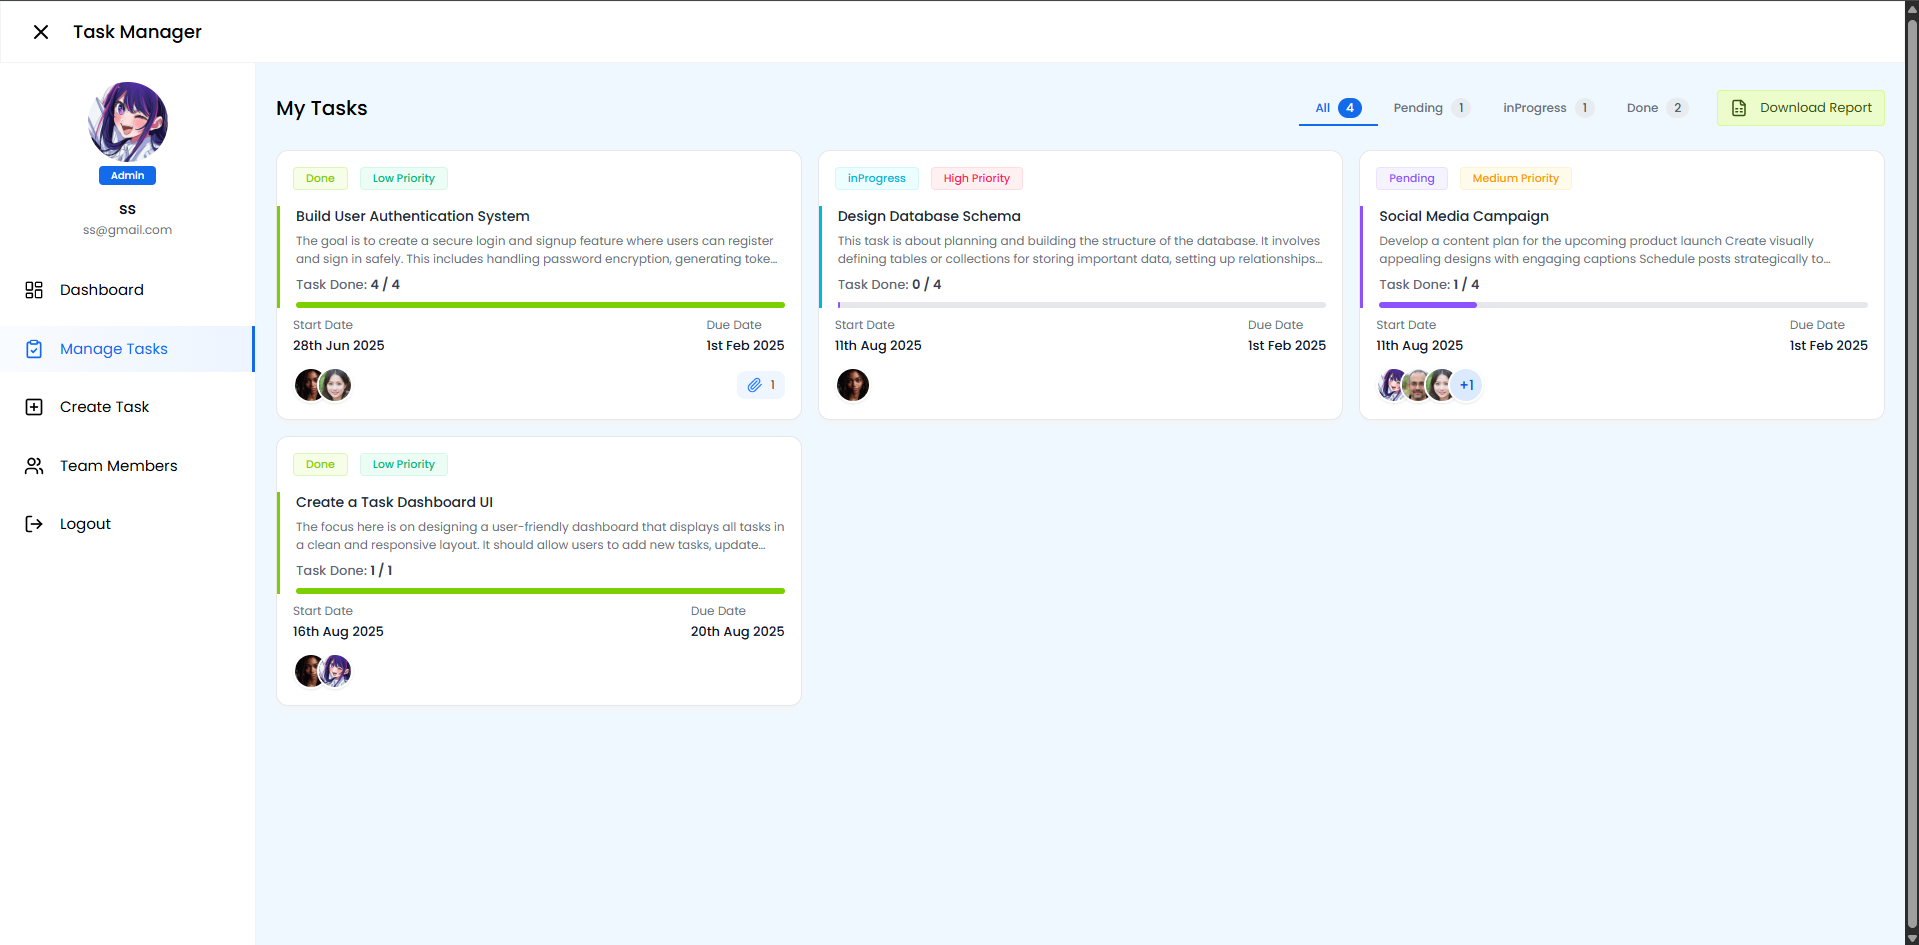 Task Manager
Admin
ss
ss@gmail.com
Dashboard
Manage Tasks
Create Task
Team Members
Logout
My Tasks
All 4 Pending 1 inProgress 1 Done 2 Download Report
Done Low Priority
Build User Authentication System
The goal is to create a secure login and signup feature where users can register
and sign in safely. This includes handling password encryption, generating toke...
Task Done: 4 / 4
Start Date Due Date
28th Jun 2025 1st Feb 2025
1
inProgress High Priority
Design Database Schema
This task is about planning and building the structure of the database. It involves
defining tables or collections for storing important data, setting up relationships...
Task Done: 0 / 4
Start Date Due Date
11th Aug 2025 1st Feb 2025
Pending Medium Priority
Social Media Campaign
Develop a content plan for the upcoming product launch Create visually
appealing designs with engaging captions Schedule posts strategically to...
Task Done: 1 / 4
Start Date Due Date
11th Aug 2025 1st Feb 2025
+1
Done Low Priority
Create a Task Dashboard UI
The focus here is on designing a user-friendly dashboard that displays all tasks in
a clean and responsive layout. It should allow users to add new tasks, update...
Task Done: 1 / 1
Start Date Due Date
16th Aug 2025 20th Aug 2025